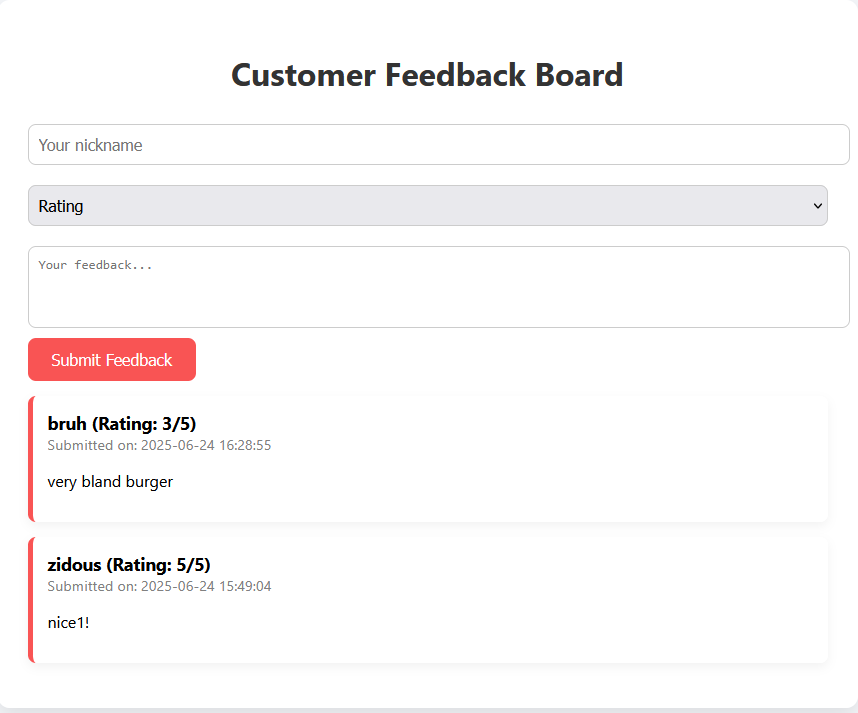 Customer Feedback Board
Your nickname
Rating
Your feedback...
Submit Feedback
bruh (Rating: 3/5)
Submitted on: 2025-06-24 16:28:55
very bland burger
zidous (Rating: 5/5)
Submitted on: 2025-06-24 15:49:04
nice1!